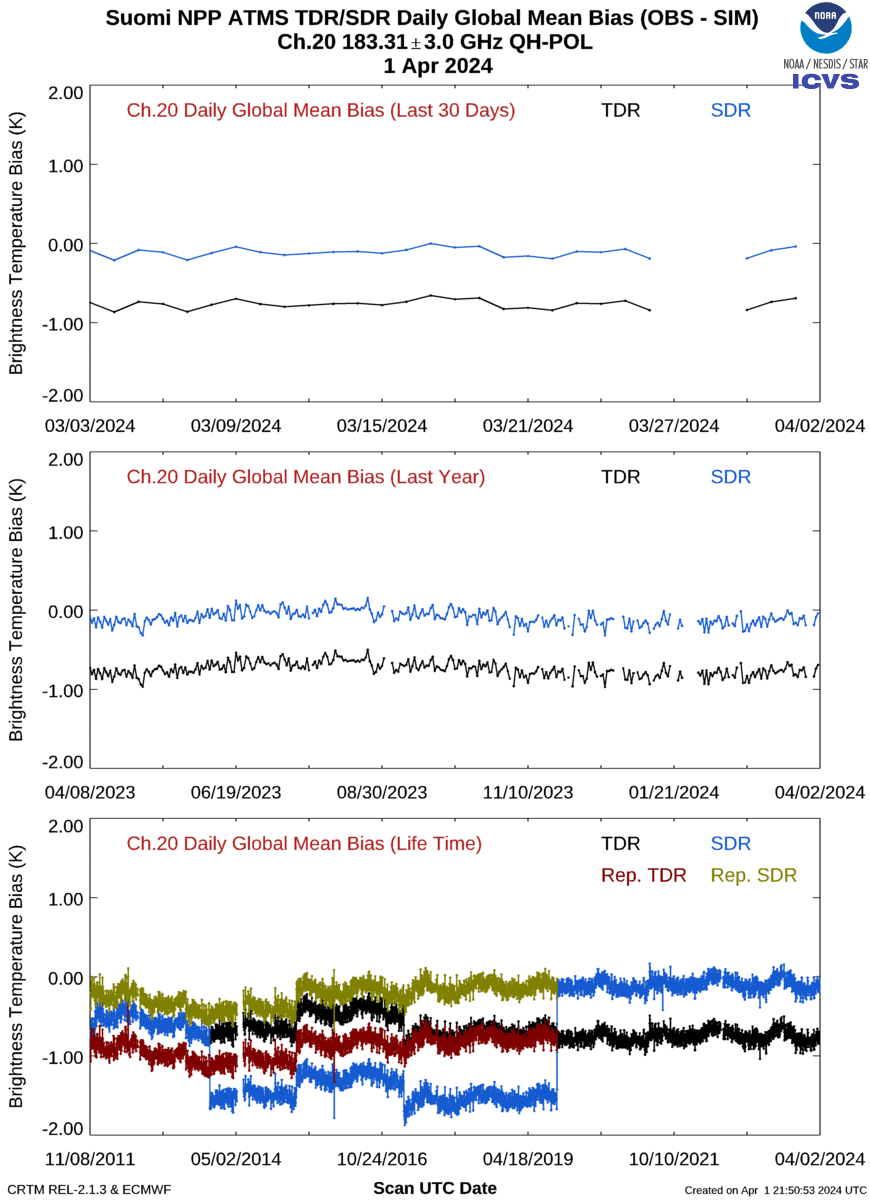 Suomi NPP ATMS TDR/SDR Daily Global Mean Bias (OBS - SIM)
Ch.20 183.31±3.0 GHz QH-POL
1 Apr 2024
NOAA
NOAA / NESDIS / STAR
ICVS
Ch.20 Daily Global Mean Bias (Last 30 Days) TDR SDR
Brightness Temperature Bias (K)
2.00
1.00
0.00
-1.00
-2.00
03/03/2024 03/09/2024 03/15/2024 03/21/2024 03/27/2024 04/02/2024
Ch.20 Daily Global Mean Bias (Last Year) TDR SDR
Brightness Temperature Bias (K)
2.00
1.00
0.00
-1.00
-2.00
04/08/2023 06/19/2023 08/30/2023 11/10/2023 01/21/2024 04/02/2024
Ch.20 Daily Global Mean Bias (Life Time) TDR SDR
Rep. TDR Rep. SDR
Brightness Temperature Bias (K)
2.00
1.00
0.00
-1.00
-2.00
11/08/2011 05/02/2014 10/24/2016 04/18/2019 10/10/2021 04/02/2024
CRTM REL-2.1.3 & ECMWF Scan UTC Date Created on Apr 1 21:50:53 2024 UTC